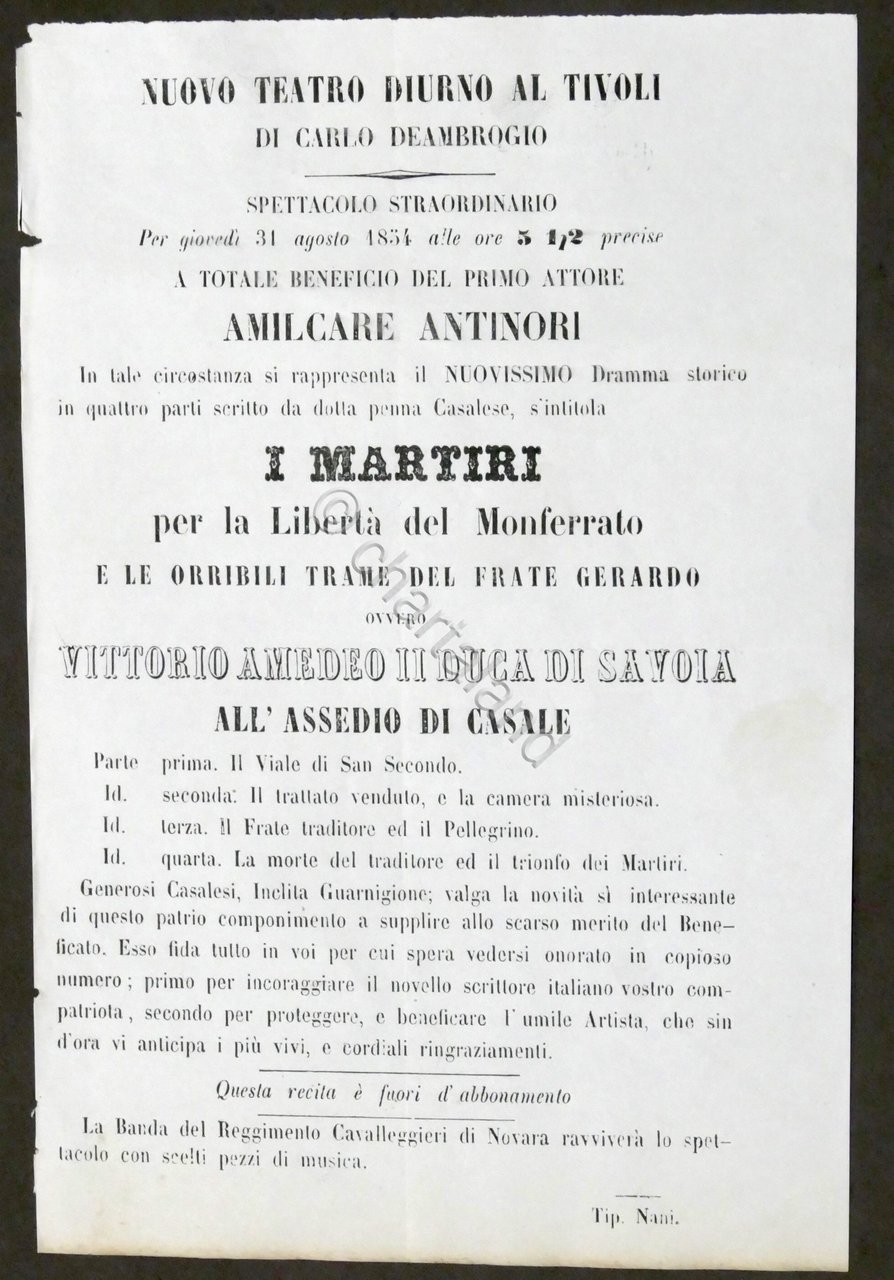 NUOVO TEATRO DIURNO AL TIVOLI
DI CARLO DEAMBROGIO
SPETTACOLO STRAORDINARIO
Per giovedì 31 agosto 1854 alle ore 5 1/2 precise
A TOTALE BENEFICIO DEL PRIMO ATTORE
AMILCARE ANTINORI
In tale circostanza si rappresenta il NUOVISSIMO Dramma storico
in quattro parti scritto da dotta penna Casalese, s'intitola
I MARTIRI
per la Libertà del Monferrato
E LE ORRIBILI TRAME DEL FRATE GERARDO
OVVERO
VITTORIO AMEDEO II DUCA DI SAVOIA
ALL' ASSEDIO DI CASALE
Parte prima. Il Viale di San Secondo.
Id. seconda: Il trattato venduto, e la camera misteriosa.
Id. terza. Il Frate traditore ed il Pellegrino.
Id. quarta. La morte del traditore ed il trionfo dei Martiri.
Generosi Casalesi, Inclita Guarnigione; valga la novità sì interessante
di questo patrio componimento a supplire allo scarso merito del Bene-
ficato. Esso fida tutto in voi per cui spera vedersi onorato in copioso
numero; primo per incoraggiare il novello scrittore italiano vostro com-
patriota, secondo per proteggere, e beneficare l'umile Artista, che sin
d'ora vi anticipa i più vivi, e cordiali ringraziamenti.
Questa recita è fuori d'abbonamento
La Banda del Reggimento Cavalleggieri di Novara ravviverà lo spet-
tacolo con scelti pezzi di musica.
Tip. Nani.
© chartaland